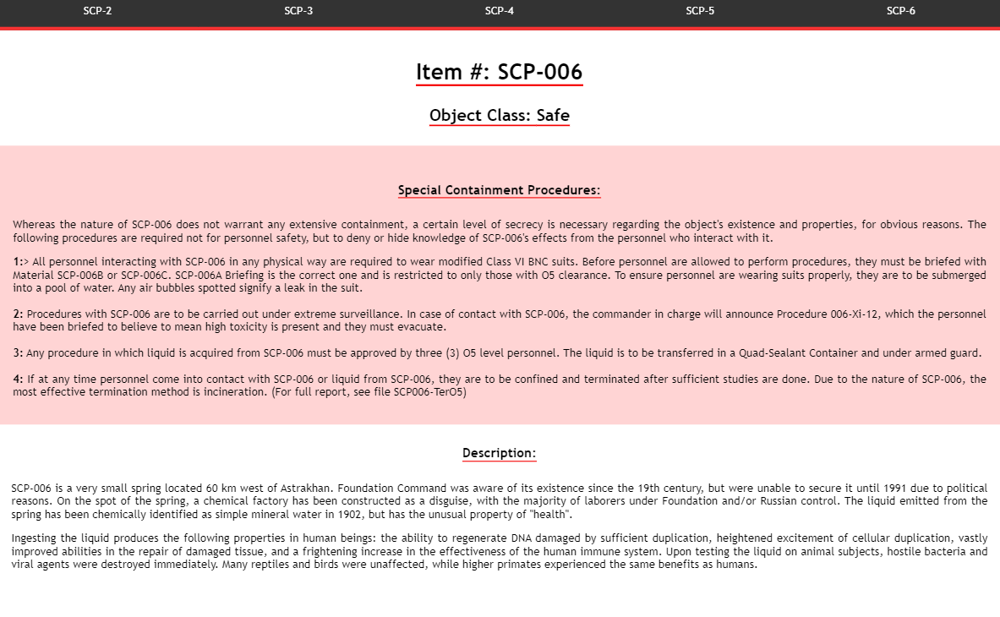 SCP-2 SCP-3 SCP-4 SCP-5 SCP-6
Item #: SCP-006
Object Class: Safe
Special Containment Procedures:
Whereas the nature of SCP-006 does not warrant any extensive containment, a certain level of secrecy is necessary regarding the object's existence and properties, for obvious reasons. The
following procedures are required not for personnel safety, but to deny or hide knowledge of SCP-006's effects from the personnel who interact with it.
1:> All personnel interacting with SCP-006 in any physical way are required to wear modified Class VI BNC suits. Before personnel are allowed to perform procedures, they must be briefed with
Material SCP-006B or SCP-006C. SCP-006A Briefing is the correct one and is restricted to only those with O5 clearance. To ensure personnel are wearing suits properly, they are to be submerged
into a pool of water. Any air bubbles spotted signify a leak in the suit.
2: Procedures with SCP-006 are to be carried out under extreme surveillance. In case of contact with SCP-006, the commander in charge will announce Procedure 006-Xi-12, which the personnel
have been briefed to believe to mean high toxicity is present and they must evacuate.
3: Any procedure in which liquid is acquired from SCP-006 must be approved by three (3) O5 level personnel. The liquid is to be transferred in a Quad-Sealant Container and under armed guard.
4: If at any time personnel come into contact with SCP-006 or liquid from SCP-006, they are to be confined and terminated after sufficient studies are done. Due to the nature of SCP-006, the
most effective termination method is incineration. (For full report, see file SCP006-TerO5)
Description:
SCP-006 is a very small spring located 60 km west of Astrakhan. Foundation Command was aware of its existence since the 19th century, but were unable to secure it until 1991 due to political
reasons. On the spot of the spring, a chemical factory has been constructed as a disguise, with the majority of laborers under Foundation and/or Russian control. The liquid emitted from the
spring has been chemically identified as simple mineral water in 1902, but has the unusual property of "health".
Ingesting the liquid produces the following properties in human beings: the ability to regenerate DNA damaged by sufficient duplication, heightened excitement of cellular duplication, vastly
improved abilities in the repair of damaged tissue, and a frightening increase in the effectiveness of the human immune system. Upon testing the liquid on animal subjects, hostile bacteria and
viral agents were destroyed immediately. Many reptiles and birds were unaffected, while higher primates experienced the same benefits as humans.